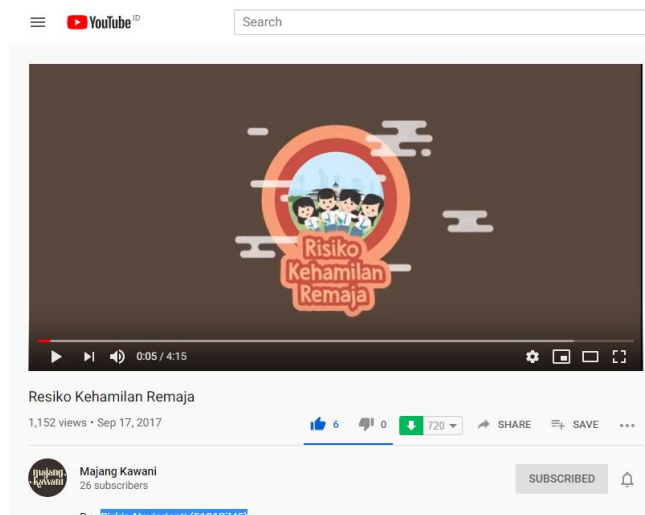 YouTube ID
Search
Risiko
Kehamilan
Remaja
0:05 / 4:15
Resiko Kehamilan Remaja
1,152 views • Sep 17, 2017
6
0
720
SHARE
SAVE
majang
kawani
Majang Kawani
26 subscribers
SUBSCRIBED